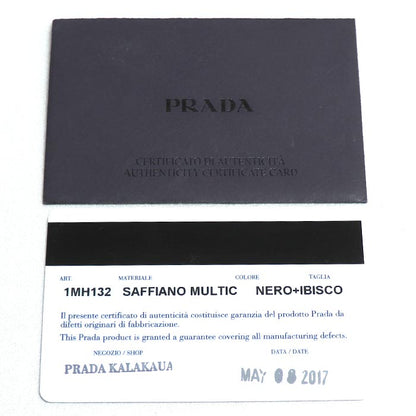 PRADA
CERTIFICATO DI AUTENTICITÀ
AUTHENTICITY CERTIFICATE CARD
ART. MATERIALE COLORE TAGLIA
1MH132 SAFFIANO MULTIC NERO+IBISCO
Il presente certificato di autenticità costituisce garanzia del prodotto Prada da
difetti originari di fabbricazione.
This Prada product is granted a guarantee covering all manufacturing defects.
NEGOZIO / SHOP DATA / DATE
PRADA KALAKAUA MAY 08 2017